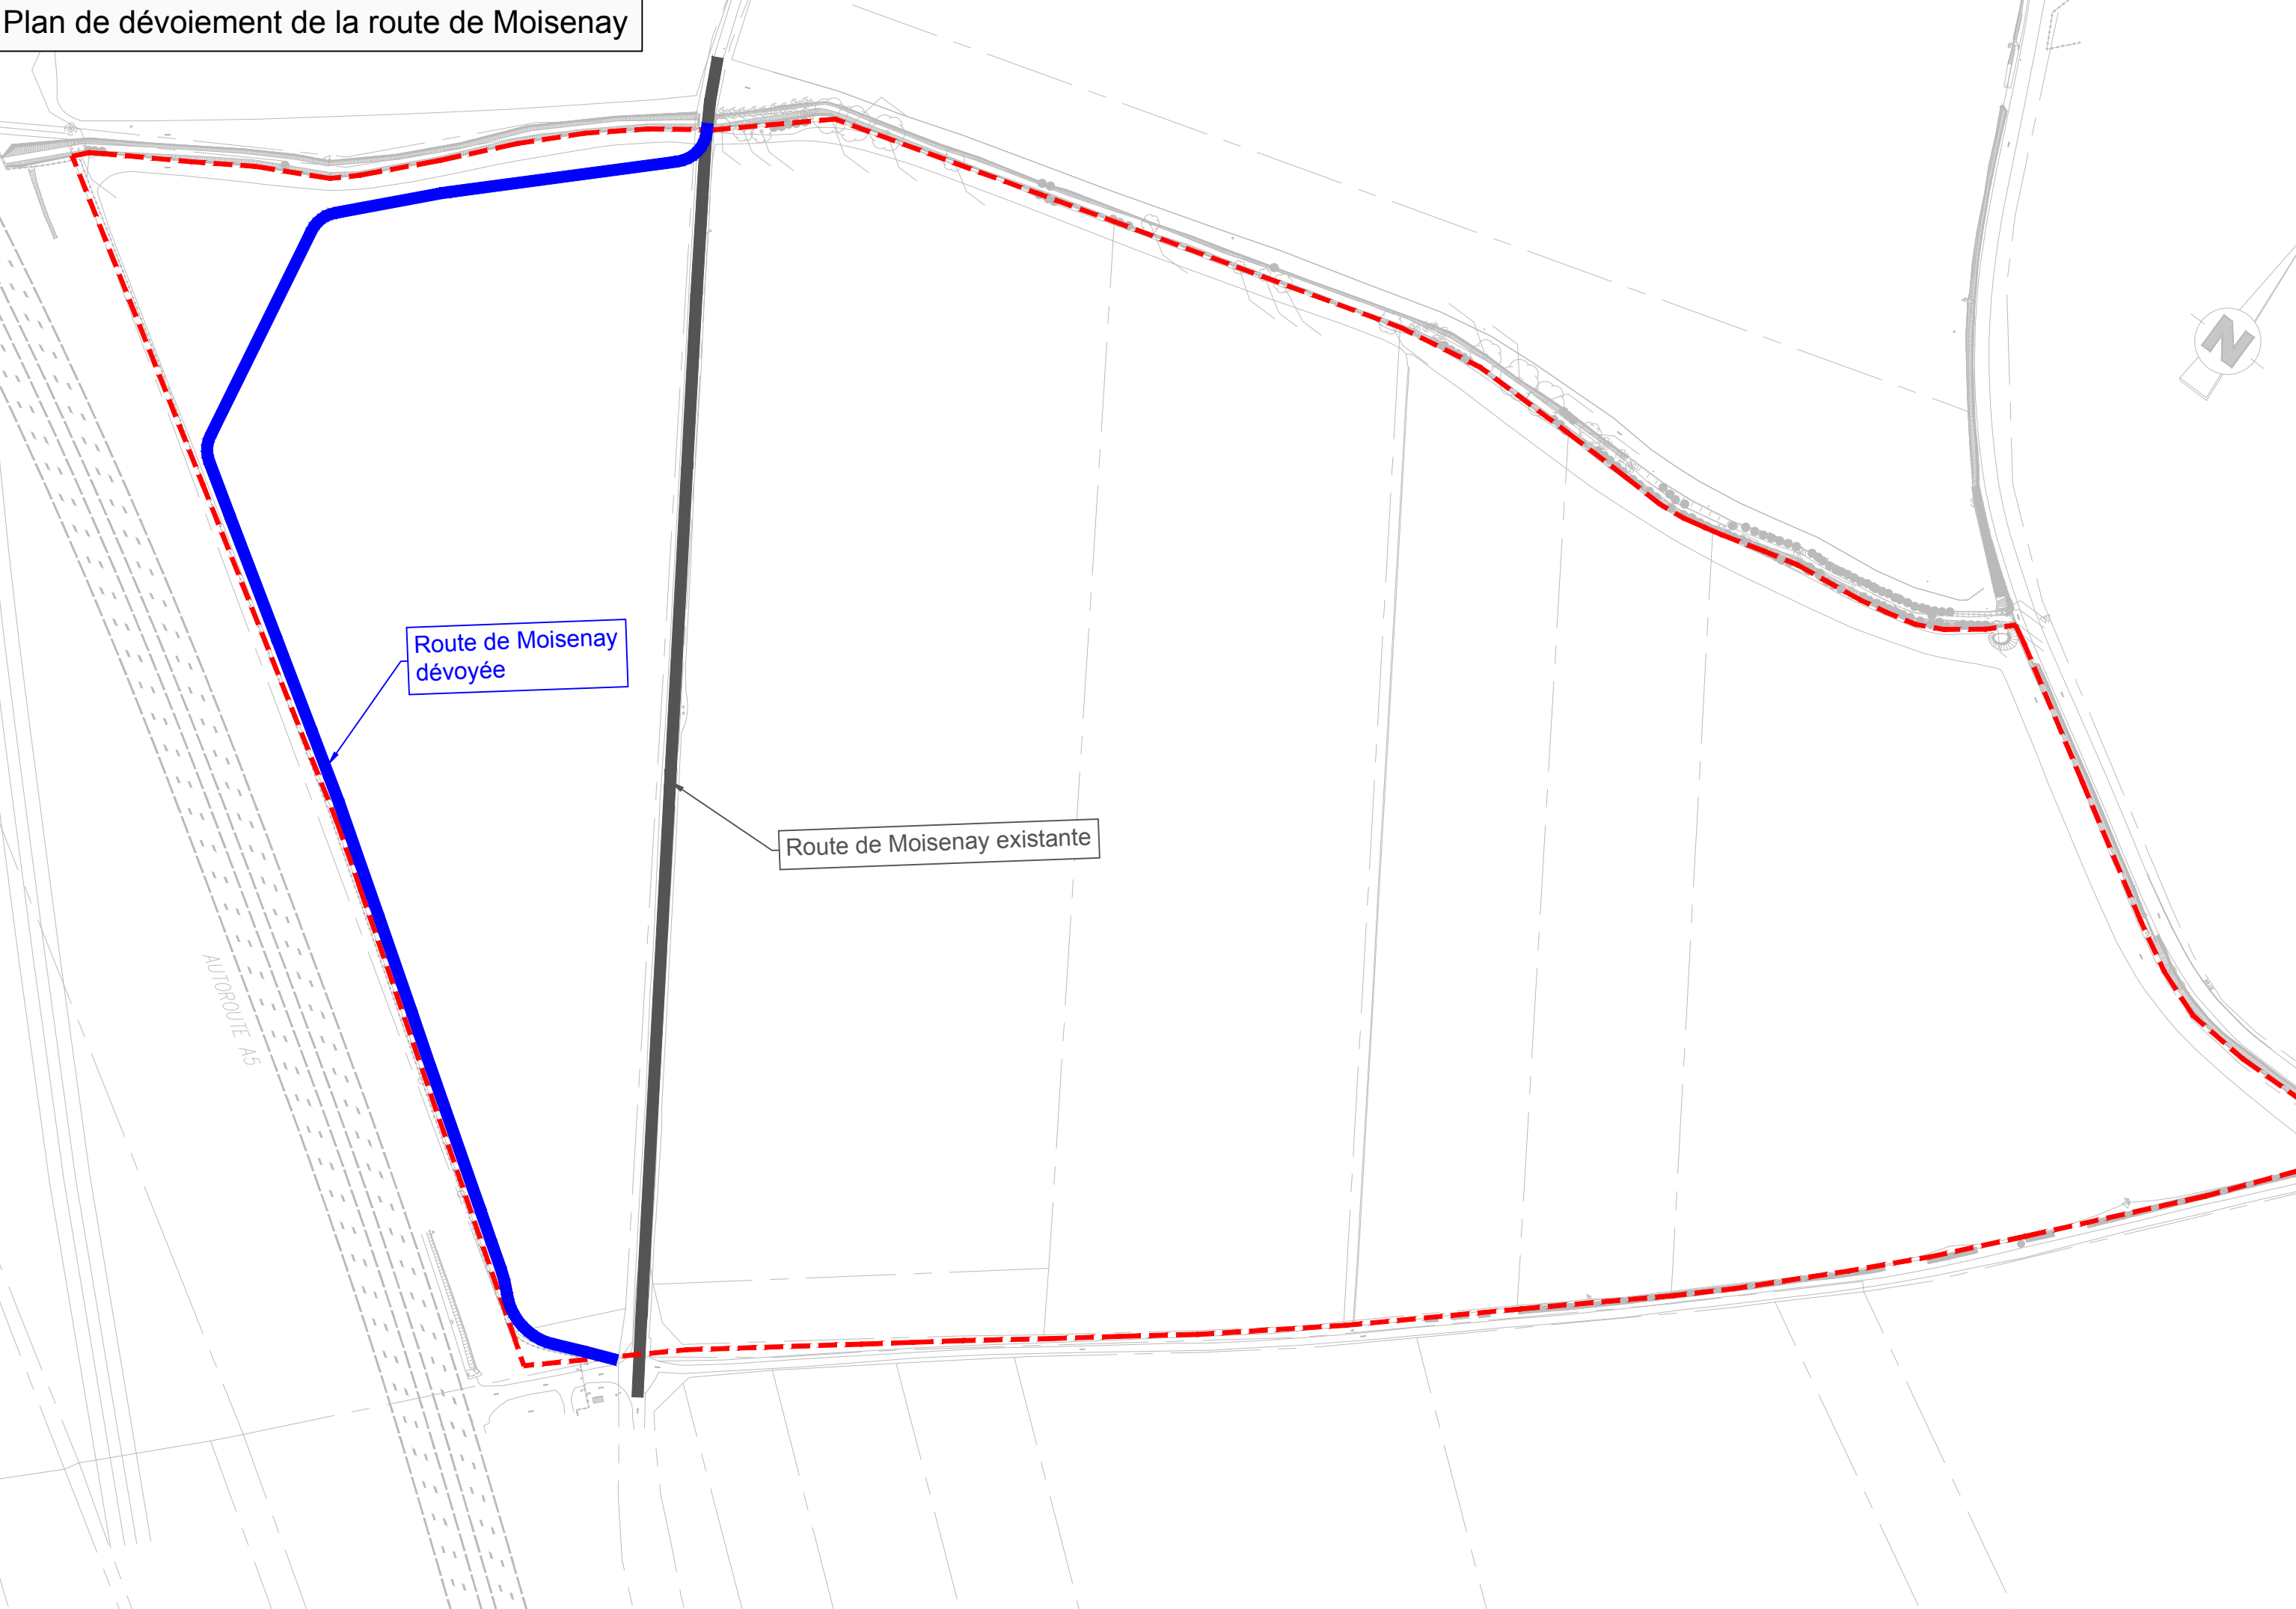 Plan de dévoiement de la route de Moisenay
N
Route de Moisenay
dévoyée
Route de Moisenay existante
AUTOROUTE A5